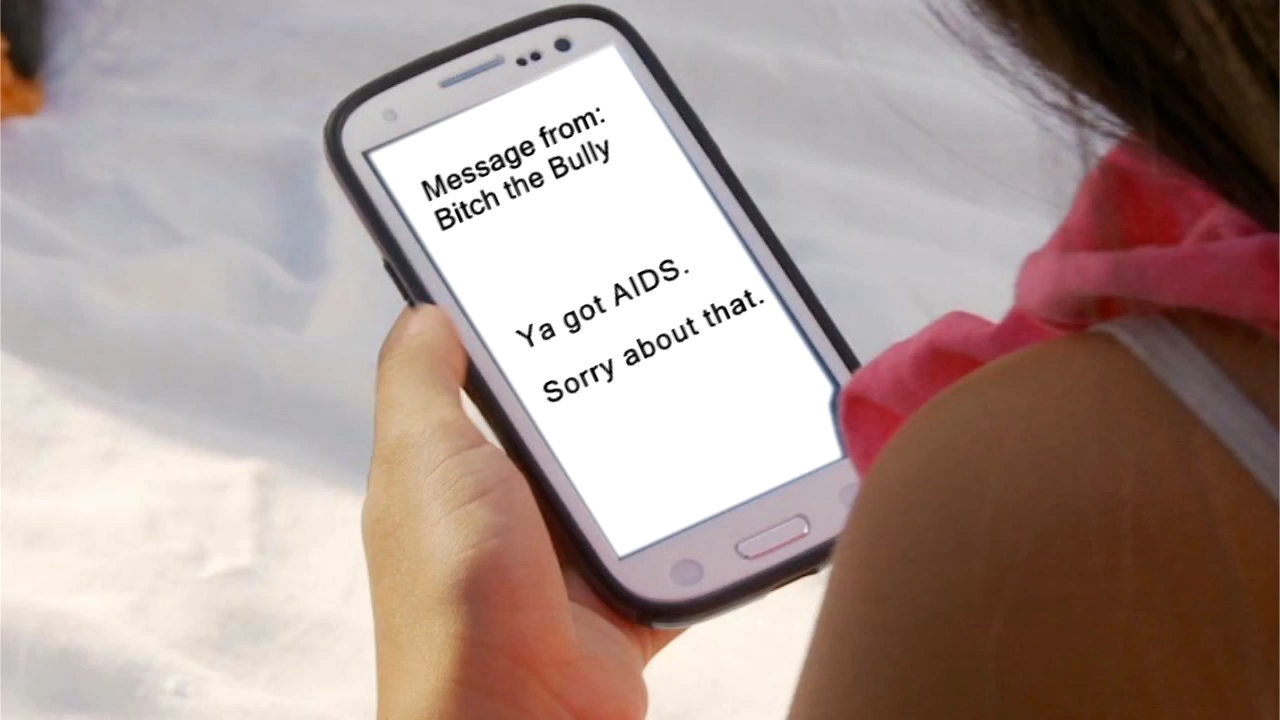 Message from:
Bitch the Bully
Ya got AIDS.
Sorry about that.